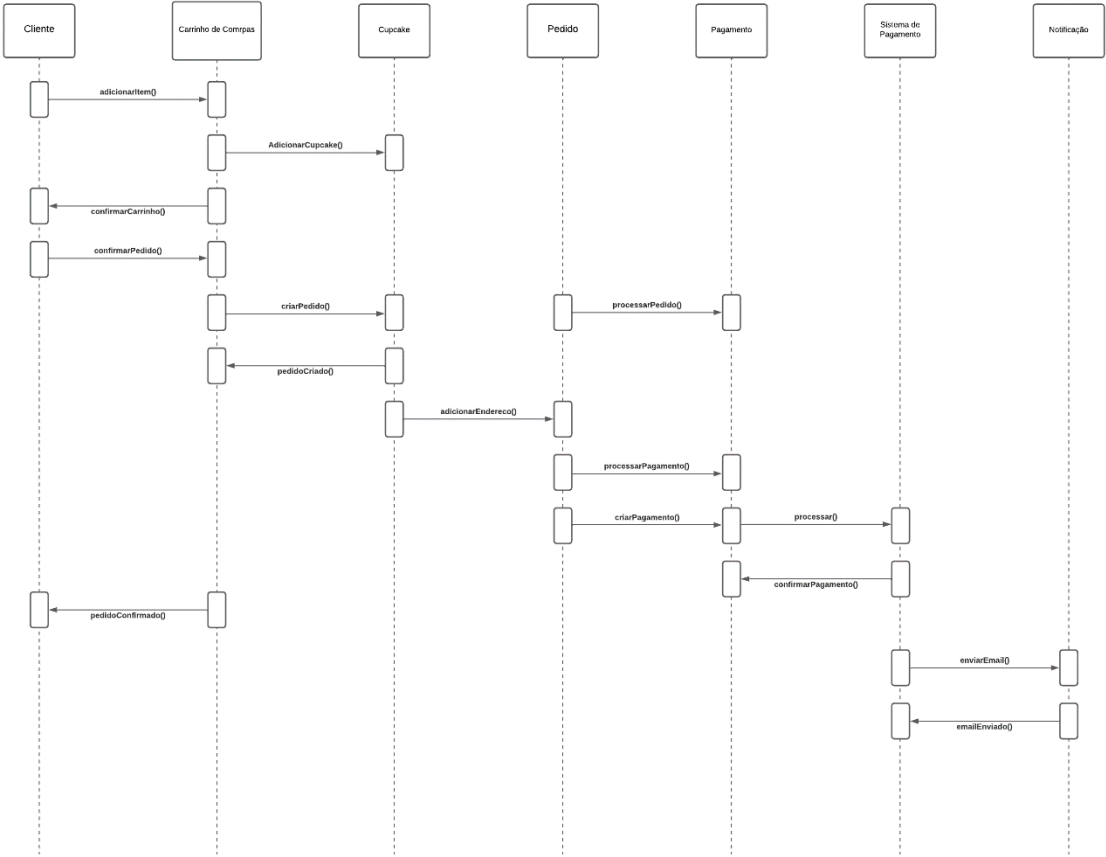 Cliente
Carrinho de Comrpas
Cupcake
Pedido
Pagamento
Sistema de
Pagamento
Notificação
adicionarItem()
AdicionarCupcake()
confirmarCarrinho()
confirmarPedido()
criarPedido()
processarPedido()
pedidoCriado()
adicionarEndereco()
processarPagamento()
criarPagamento()
processar()
confirmarPagamento()
pedidoConfirmado()
enviarEmail()
emailEnviado()